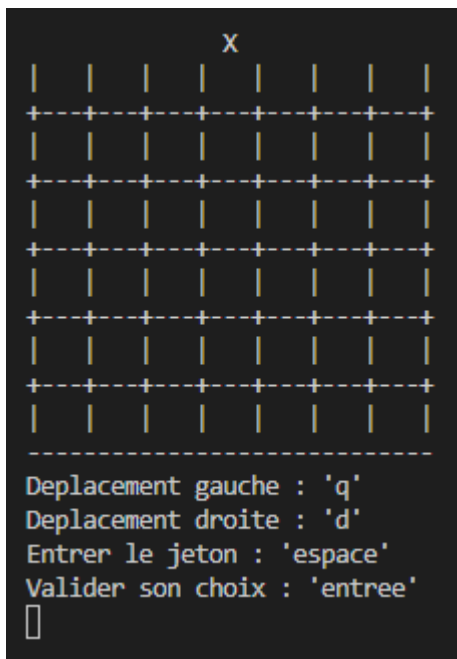 X
|   |   |   |   |   |   |   |
+---+---+---+---+---+---+---+
|   |   |   |   |   |   |   |
+---+---+---+---+---+---+---+
|   |   |   |   |   |   |   |
+---+---+---+---+---+---+---+
|   |   |   |   |   |   |   |
+---+---+---+---+---+---+---+
|   |   |   |   |   |   |   |
+---+---+---+---+---+---+---+
|   |   |   |   |   |   |   |
-----------------------------
Deplacement gauche : 'q'
Deplacement droite : 'd'
Entrer le jeton : 'espace'
Valider son choix : 'entree'